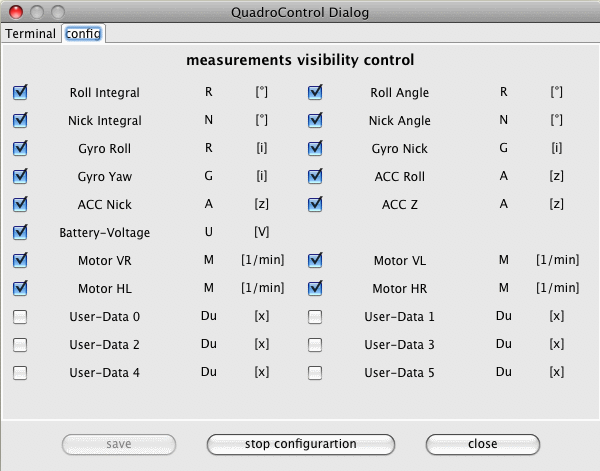 QuadroControl Dialog
Terminal config
measurements visibility control
Roll Integral R [°] Roll Angle R [°]
Nick Integral N [°] Nick Angle N [°]
Gyro Roll R [i] Gyro Nick G [i]
Gyro Yaw G [i] ACC Roll A [z]
ACC Nick A [z] ACC Z A [z]
Battery-Voltage U [V]
Motor VR M [1/min] Motor VL M [1/min]
Motor HL M [1/min] Motor HR M [1/min]
User-Data 0 Du [x] User-Data 1 Du [x]
User-Data 2 Du [x] User-Data 3 Du [x]
User-Data 4 Du [x] User-Data 5 Du [x]
save stop configurartion close